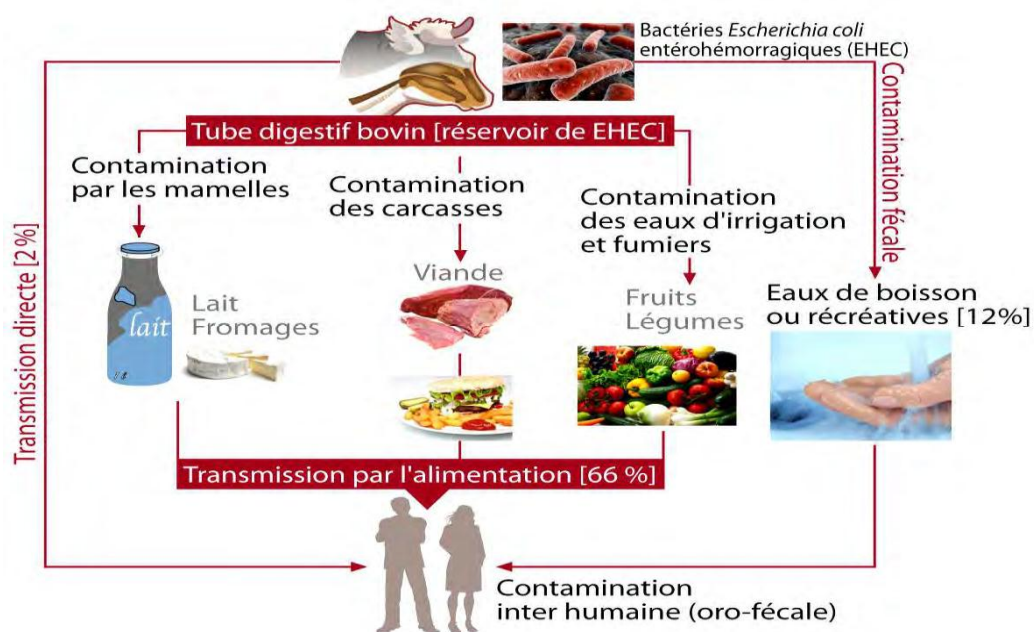 Bactéries Escherichia coli
entérohémorragiques (EHEC)
Tube digestif bovin [réservoir de EHEC]
Contamination
par les mamelles
Contamination
des carcasses
Contamination
des eaux d'irrigation
et fumiers
Contamination fécale
Transmission directe [2 %]
lait
Lait
Fromages
Viande
Fruits
Légumes
Eaux de boisson
ou récréatives [12%]
Transmission par l'alimentation [66 %]
Contamination
inter humaine (oro-fécale)